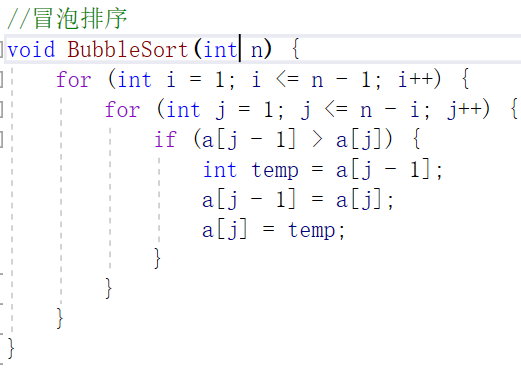 //冒泡排序
void BubbleSort(int n) {
for (int i = 1; i <= n - 1; i++) {
for (int j = 1; j <= n - i; j++) {
if (a[j - 1] > a[j]) {
int temp = a[j - 1];
a[j - 1] = a[j];
a[j] = temp;
}
}
}
}